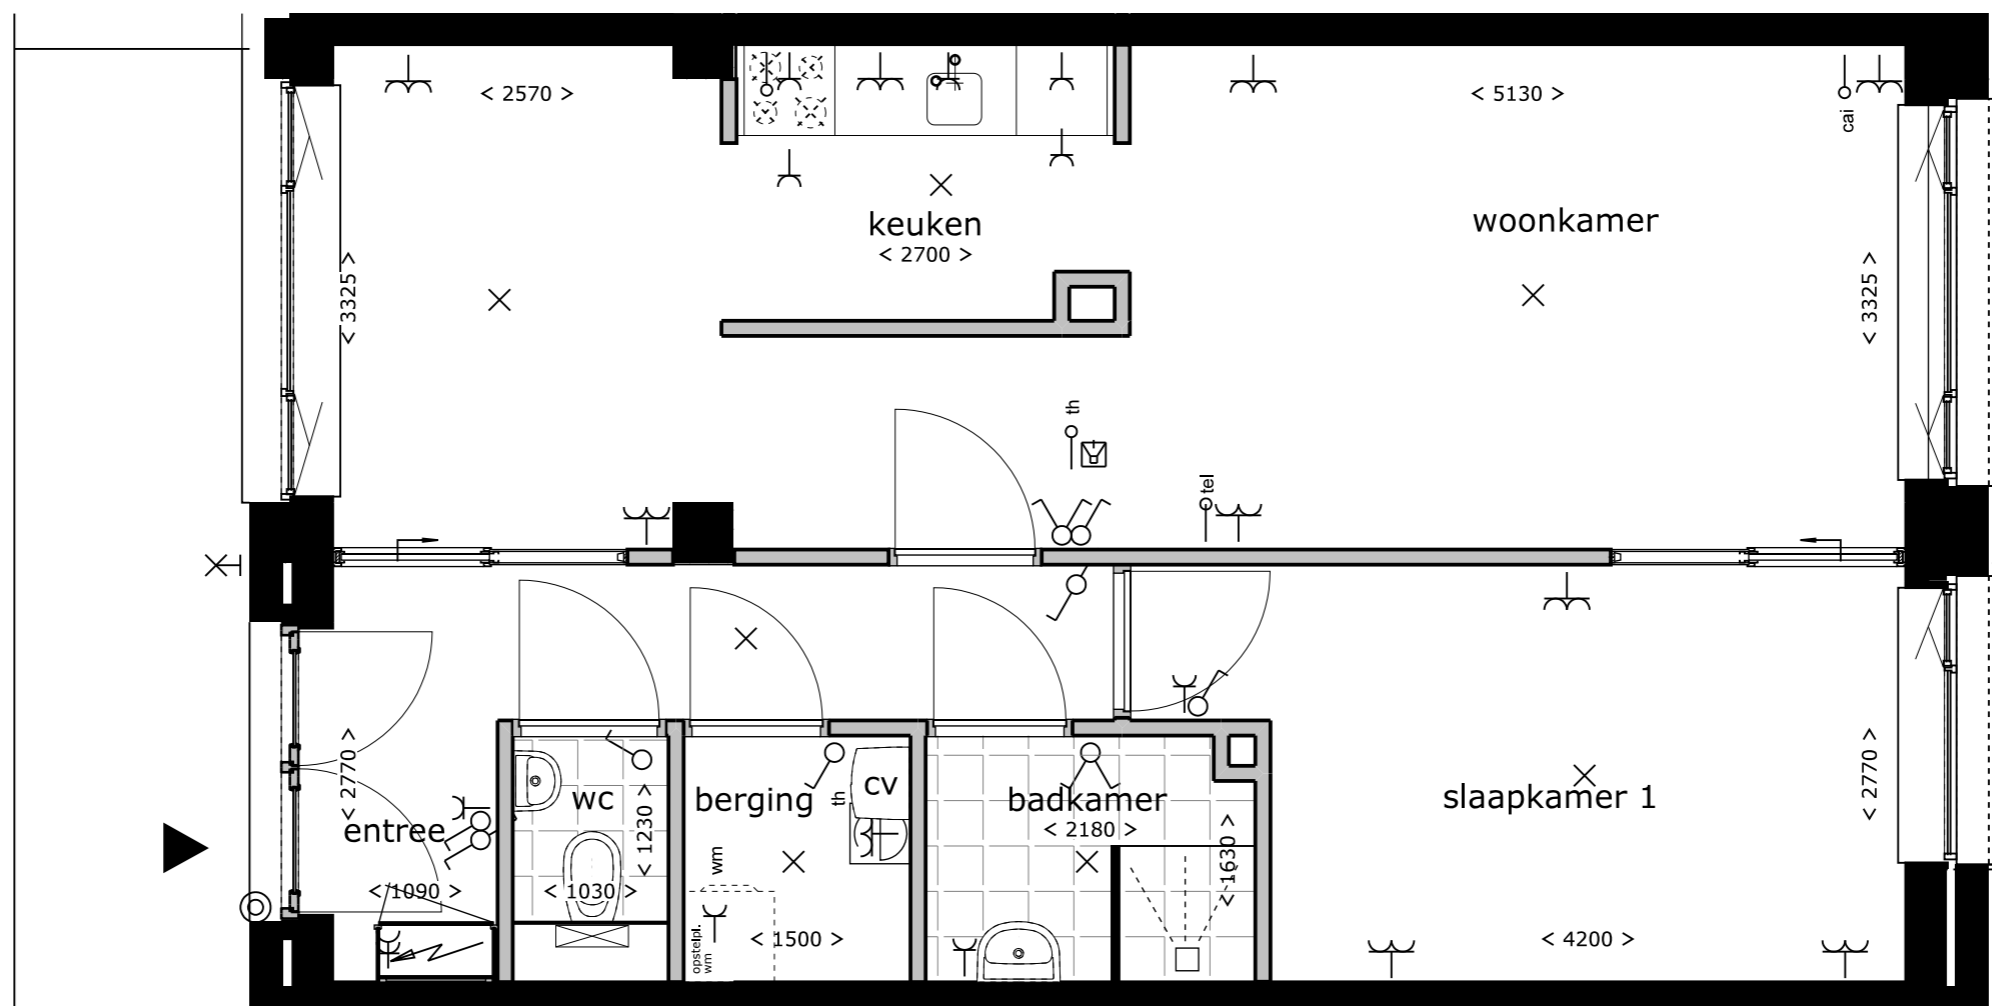 < 2570 >
< 5130 >
cai
keuken
< 2700 >
woonkamer
< 3325 >
< 3325 >
th
tel
< 2770 >
entree
< 1090 >
wc
< 1230 >
< 1030 >
berging
th
cv
wm
opstelpl.
wm
< 1500 >
badkamer
< 2180 >
< 1630 >
slaapkamer 1
< 2770 >
< 4200 >